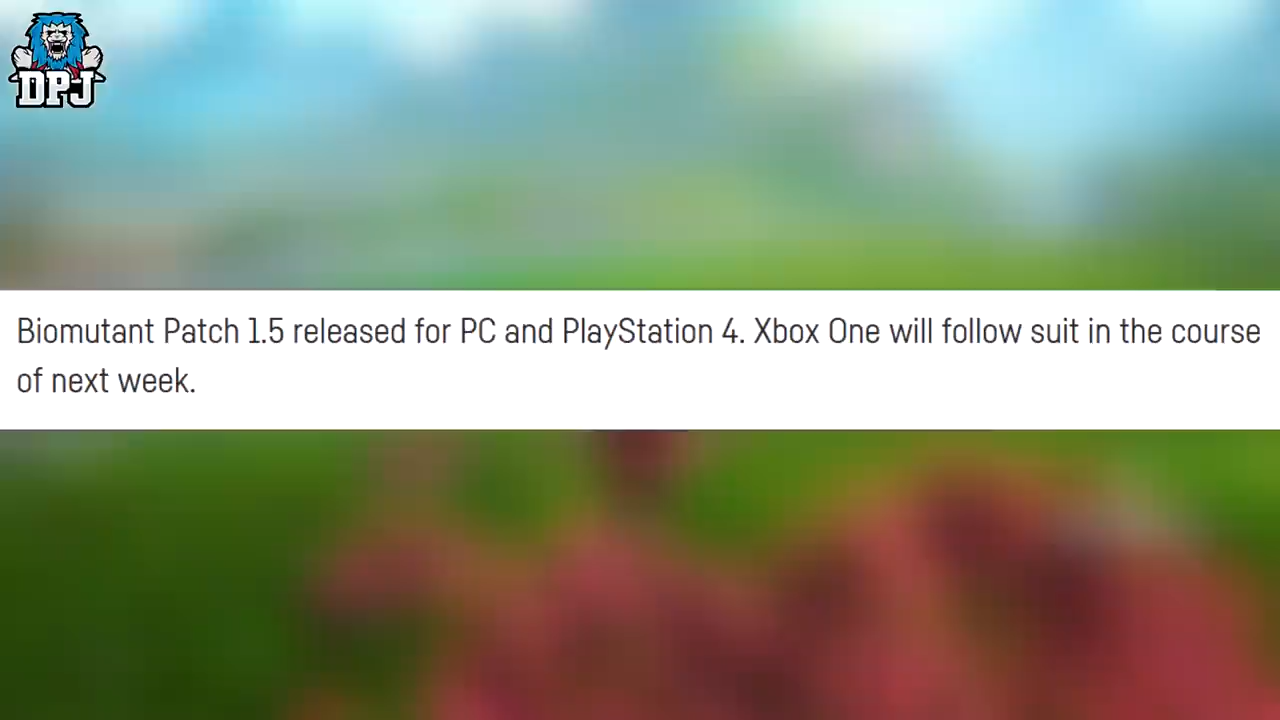 DPJ
Biomutant Patch 1.5 released for PC and PlayStation 4. Xbox One will follow suit in the course
of next week.